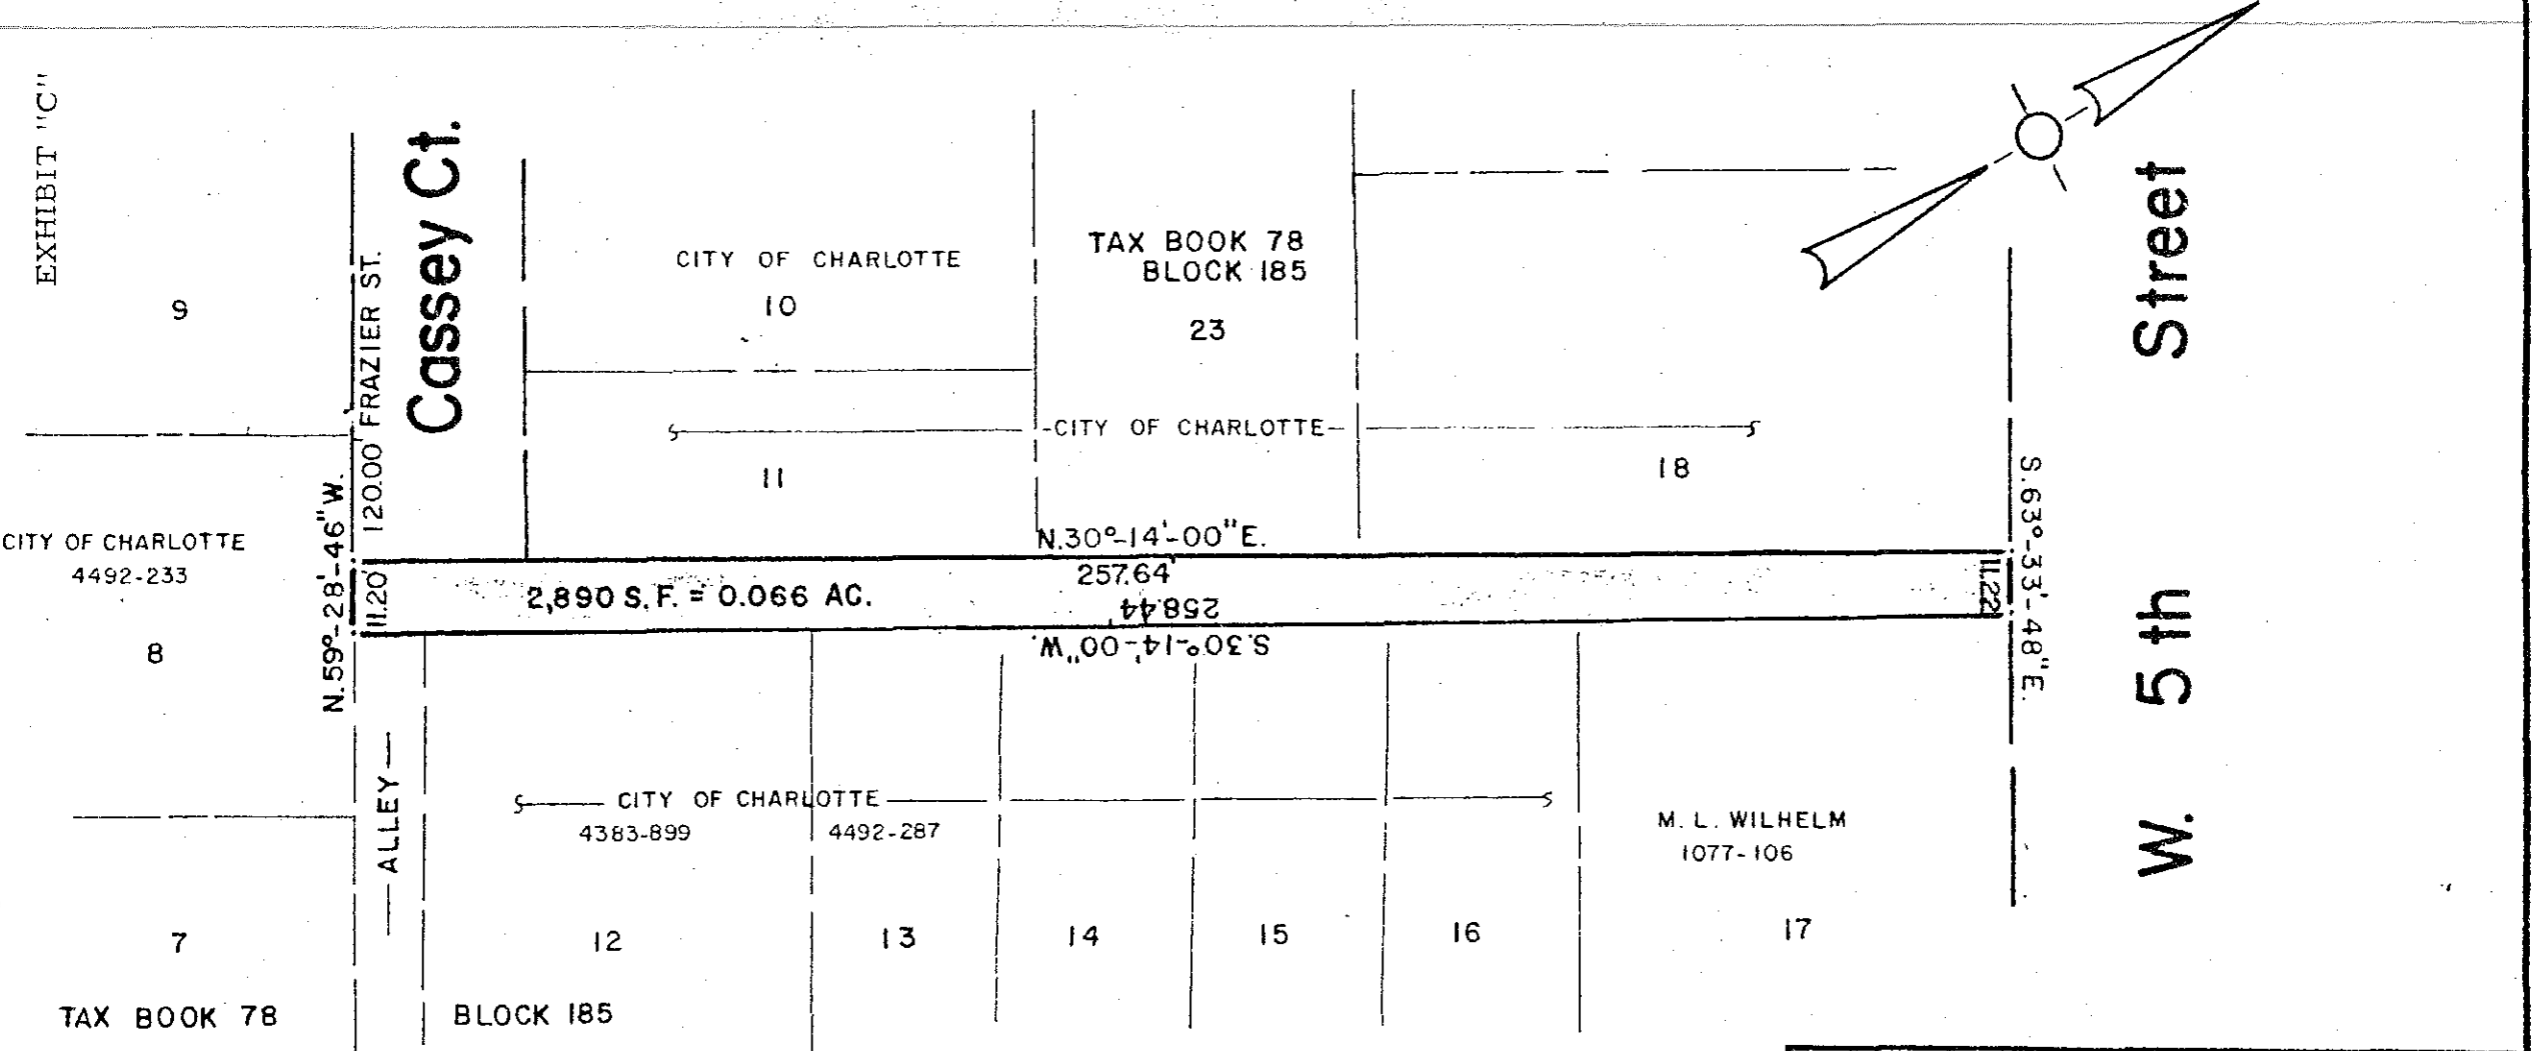 EXHIBIT "C"
9
120.00 FRAZIER ST.
Cassey Ct.
CITY OF CHARLOTTE
10
TAX BOOK 78
BLOCK 185
23
-CITY OF CHARLOTTE-
11
18
W. 5th Street
CITY OF CHARLOTTE
4492-233
8
N.59°-28'-46"W.
11.20'
N.30°-14'-00"E.
257.64'
2,890 S.F. = 0.066 AC.
258.44'
S.30°-14'-00"W.
11.22
S.63°-33'-48"E.
ALLEY
CITY OF CHARLOTTE
4383-899
4492-287
M. L. WILHELM
1077-106
7
12
13
14
15
16
17
TAX BOOK 78
BLOCK 185